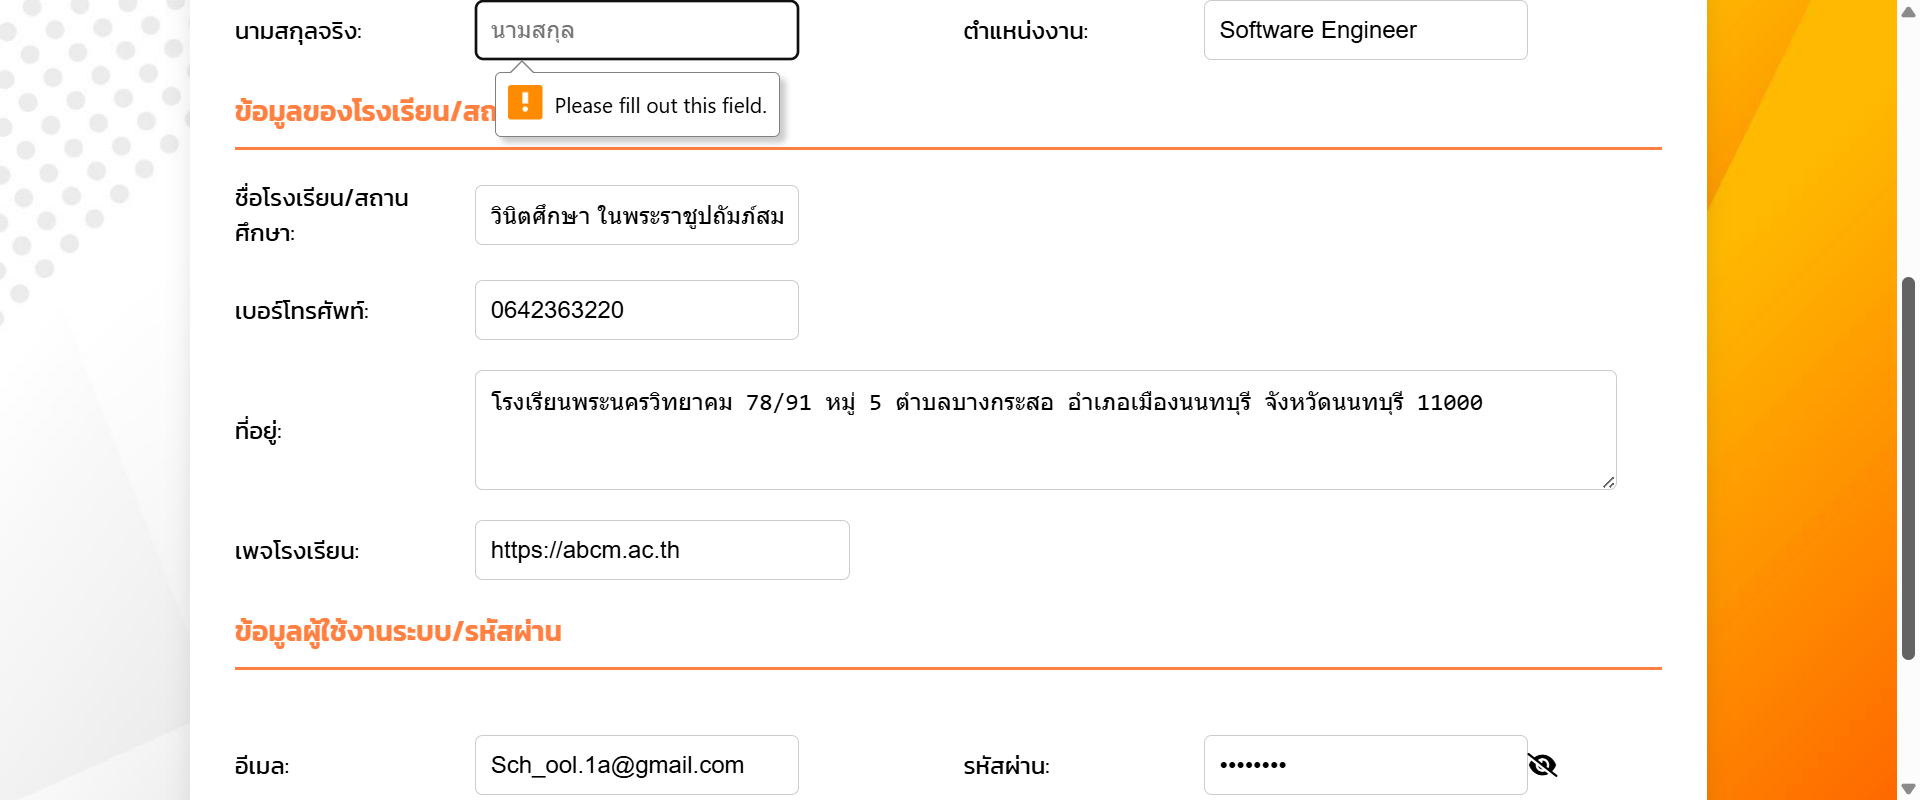 นามสกุลจริง: นามสกุล ตำแหน่งงาน: Software Engineer
Please fill out this field.
ข้อมูลของโรงเรียน/สถ
ชื่อโรงเรียน/สถาน
ศึกษา:
วินิตศึกษา ในพระราชูปถัมภ์สม
เบอร์โทรศัพท์: 0642363220
ที่อยู่: โรงเรียนพระนครวิทยาคม 78/91 หมู่ 5 ตำบลบางกระสอ อำเภอเมืองนนทบุรี จังหวัดนนทบุรี 11000
เพจโรงเรียน: https://abcm.ac.th
ข้อมูลผู้ใช้งานระบบ/รหัสผ่าน
อีเมล: Sch_ool.1a@gmail.com รหัสผ่าน: ••••••••